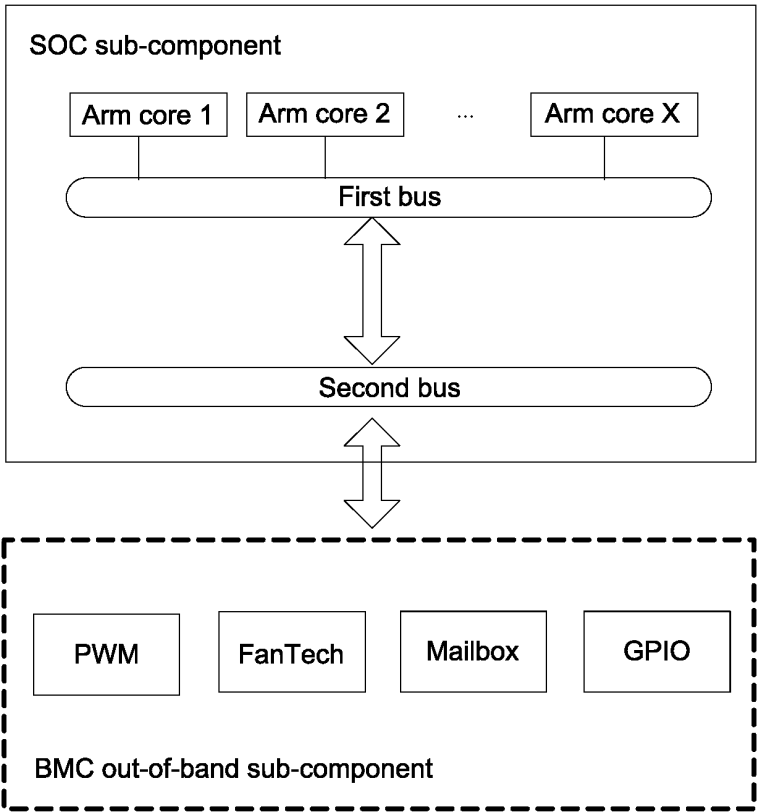 SOC sub-component
Arm core 1
Arm core 2
...
Arm core X
First bus
Second bus
PWM
FanTech
Mailbox
GPIO
BMC out-of-band sub-component